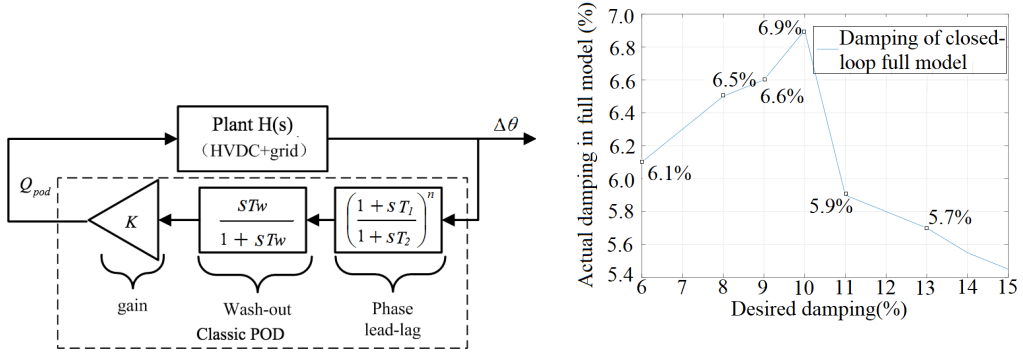 Plant H(s)
(HVDC+grid)
Δθ
Q_pod
K
sTw
1 + sTw
(1 + sT₁
1 + sT₂)ⁿ
gain
Wash-out
Phase
lead-lag
Classic POD
Actual damping in full model (%)
7.0
6.8
6.6
6.4
6.2
6.0
5.8
5.6
5.4
6.1%
6.5%
6.6%
6.9%
5.9%
5.7%
Damping of closed-
loop full model
6 7 8 9 10 11 12 13 14 15
Desired damping(%)